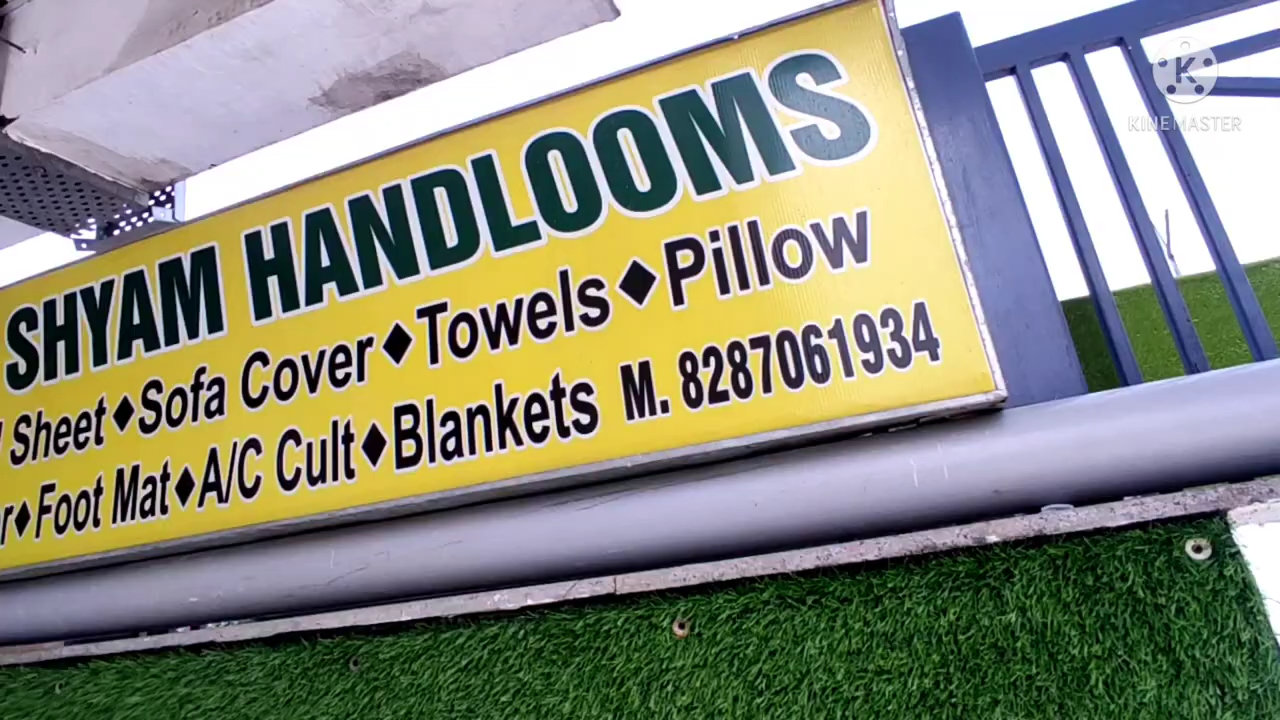 SHYAM HANDLOOMS
Sheet♦Sofa Cover♦Towels♦Pillow
♦Foot Mat♦A/C Cult♦Blankets M. 8287061934
KINEMASTER